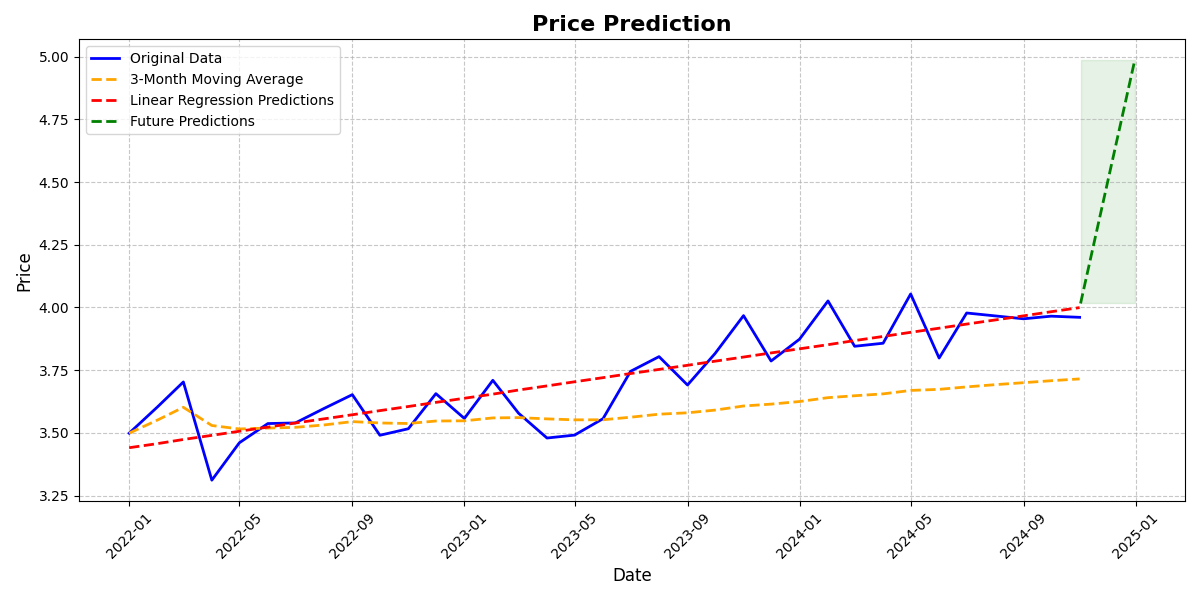 Price Prediction
Original Data
3-Month Moving Average
Linear Regression Predictions
Future Predictions
5.00
4.75
4.50
4.25
4.00
3.75
3.50
3.25
Price
2022-01
2022-05
2022-09
2023-01
2023-05
2023-09
2024-01
2024-05
2024-09
2025-01
Date